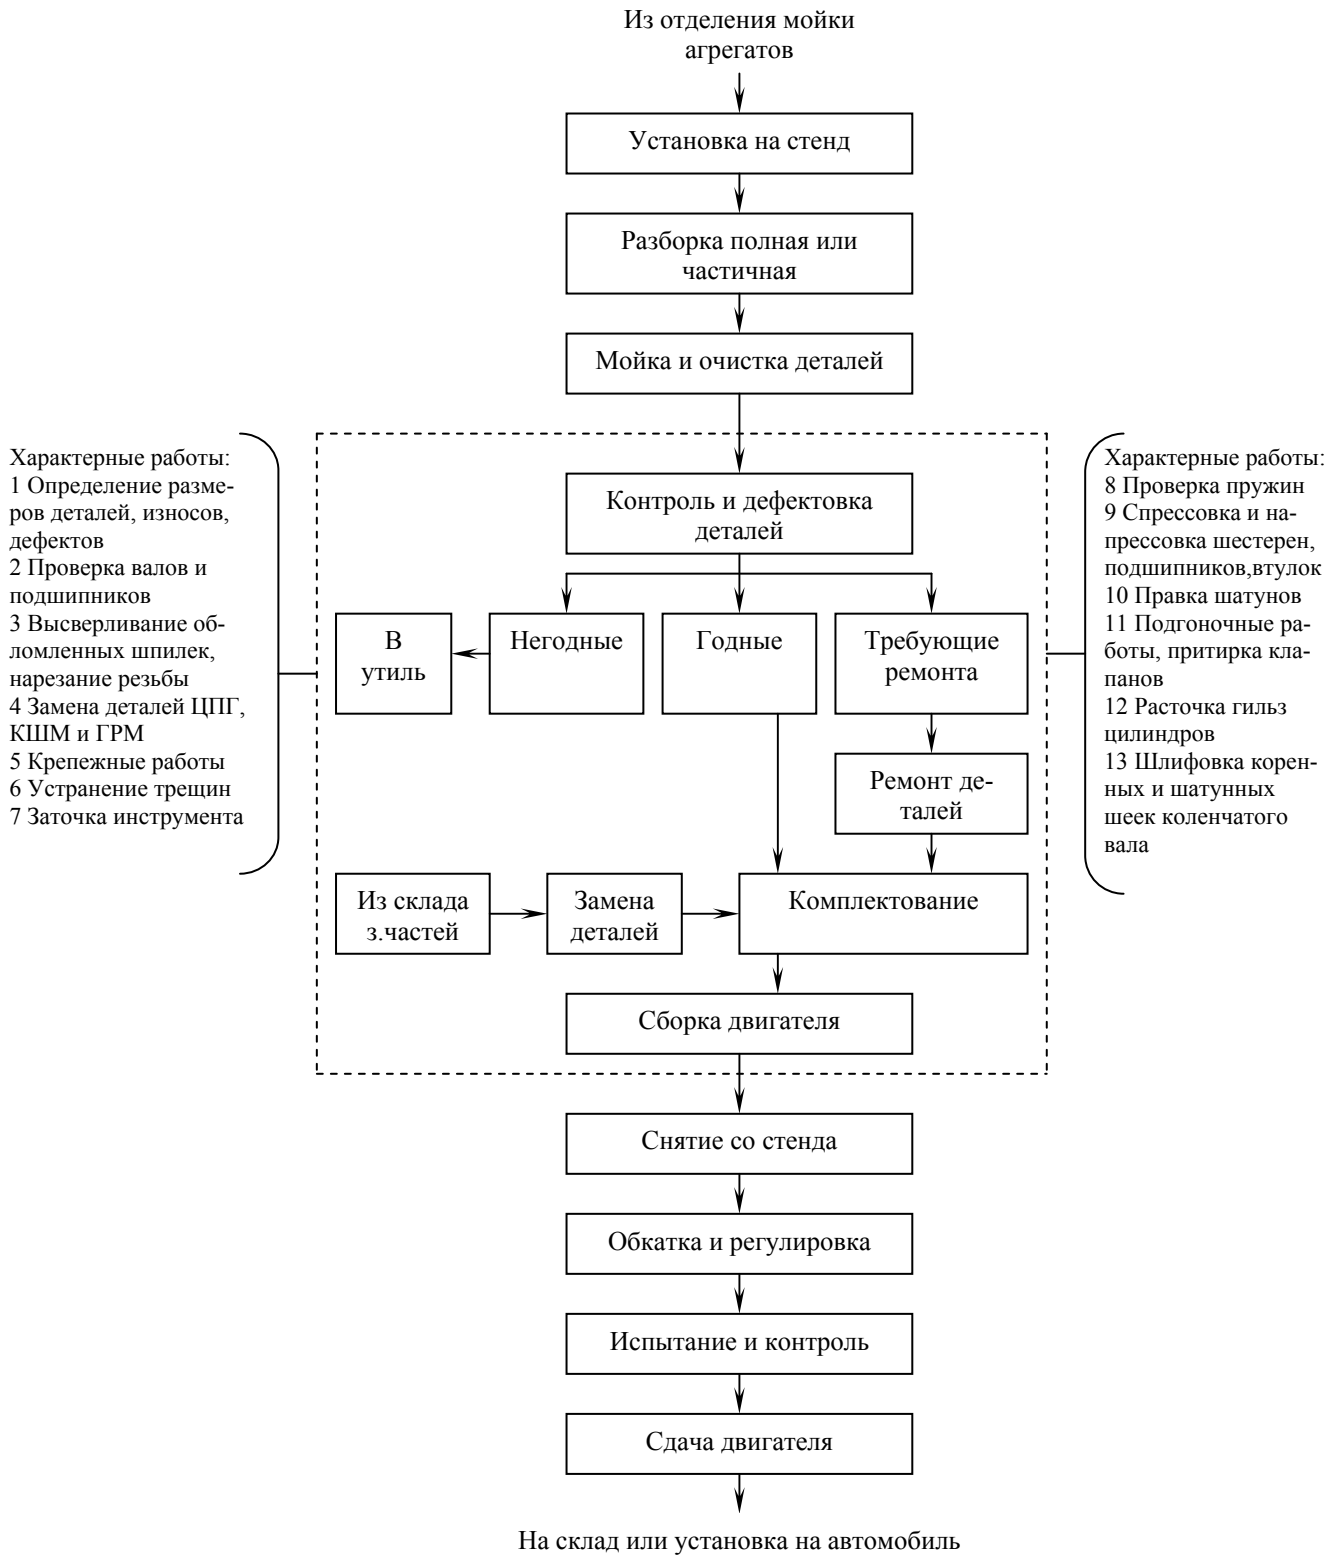 Из отделения мойки
агрегатов
Установка на стенд
Разборка полная или
частичная
Мойка и очистка деталей
Характерные работы:
1 Определение разме-
ров деталей, износов,
дефектов
2 Проверка валов и
подшипников
3 Высверливание об-
ломленных шпилек,
нарезание резьбы
4 Замена деталей ЦПГ,
КШМ и ГРМ
5 Крепежные работы
6 Устранение трещин
7 Заточка инструмента
Контроль и дефектовка
деталей
В
утиль
Негодные
Годные
Требующие
ремонта
Ремонт де-
талей
Из склада
з.частей
Замена
деталей
Комплектование
Сборка двигателя
Характерные работы:
8 Проверка пружин
9 Спрессовка и на-
прессовка шестерен,
подшипников,втулок
10 Правка шатунов
11 Подгоночные ра-
боты, притирка кла-
панов
12 Расточка гильз
цилиндров
13 Шлифовка корен-
ных и шатунных
шеек коленчатого
вала
Снятие со стенда
Обкатка и регулировка
Испытание и контроль
Сдача двигателя
На склад или установка на автомобиль